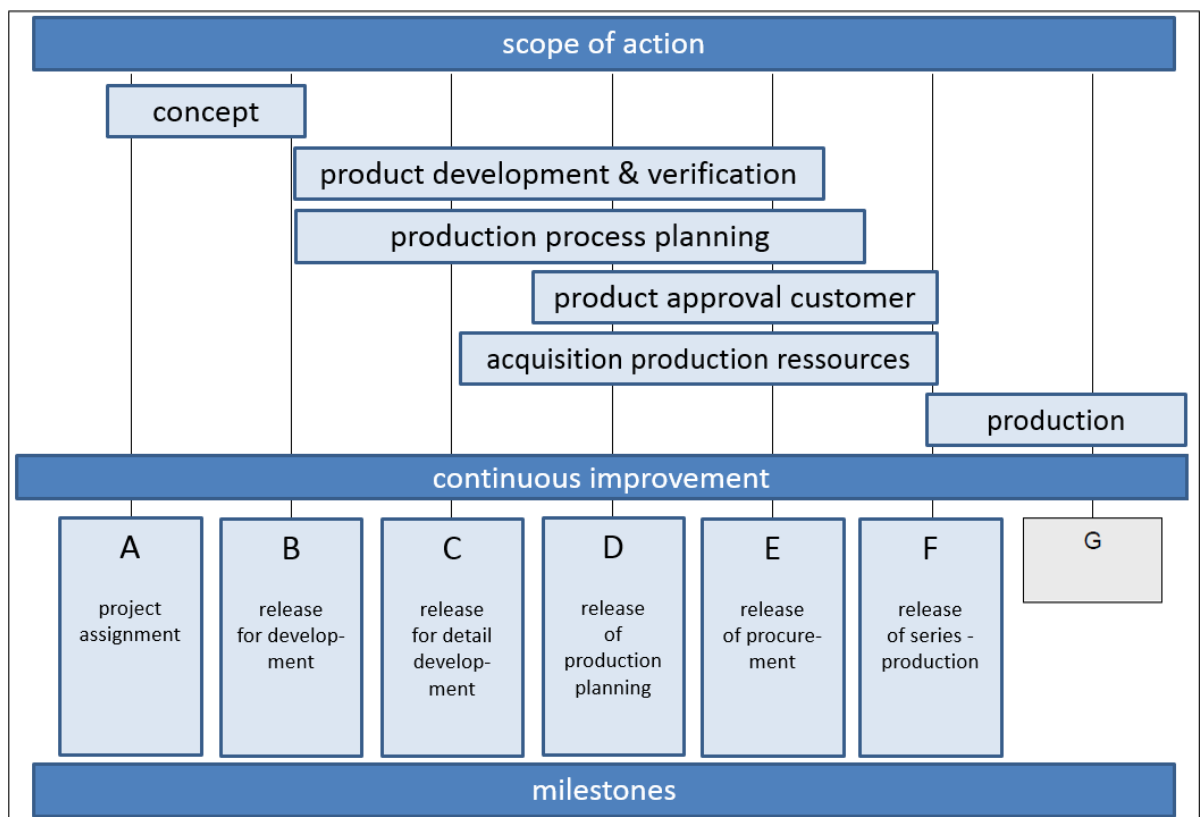 scope of action
concept
product development & verification
production process planning
product approval customer
acquisition production ressources
production
continuous improvement
A
project
assignment
B
release
for develop-
ment
C
release
for detail
develop-
ment
D
release
of
production
planning
E
release
of procure-
ment
F
release
of series -
production
G
milestones